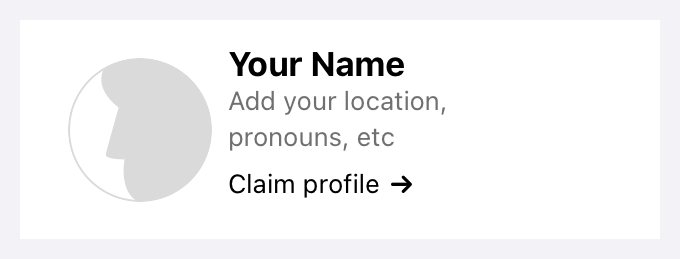 Your Name
Add your location,
pronouns, etc
Claim profile →